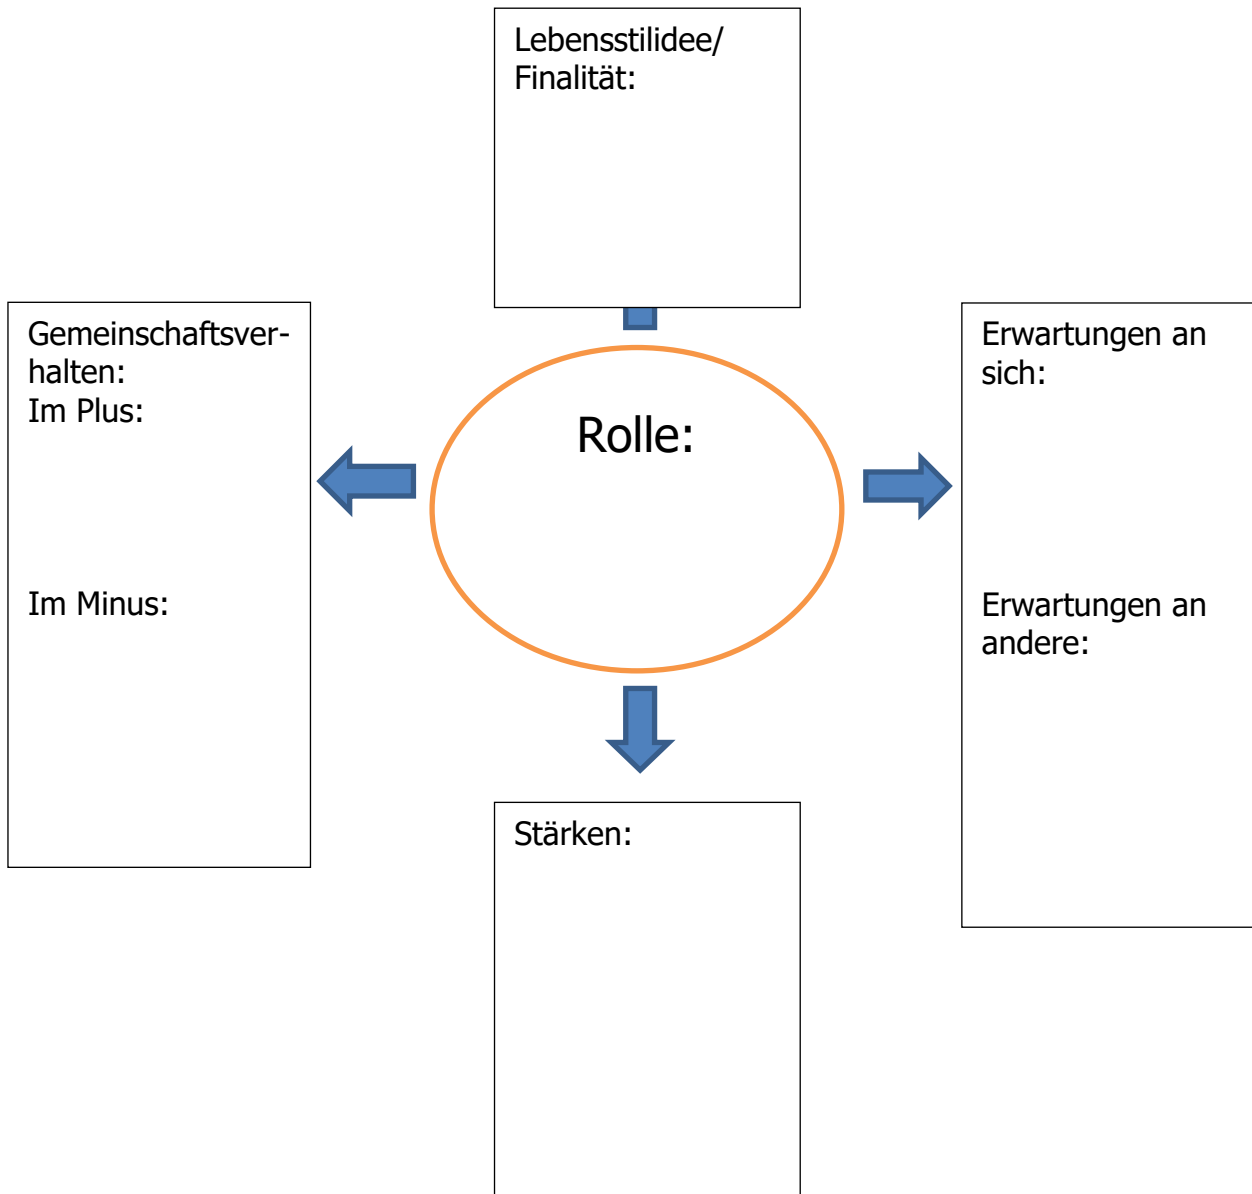 Lebensstilidee/
Finalität:
Gemeinschaftsver-
halten:
Im Plus:
Im Minus:
Rolle:
Erwartungen an
sich:
Erwartungen an
andere:
Stärken: